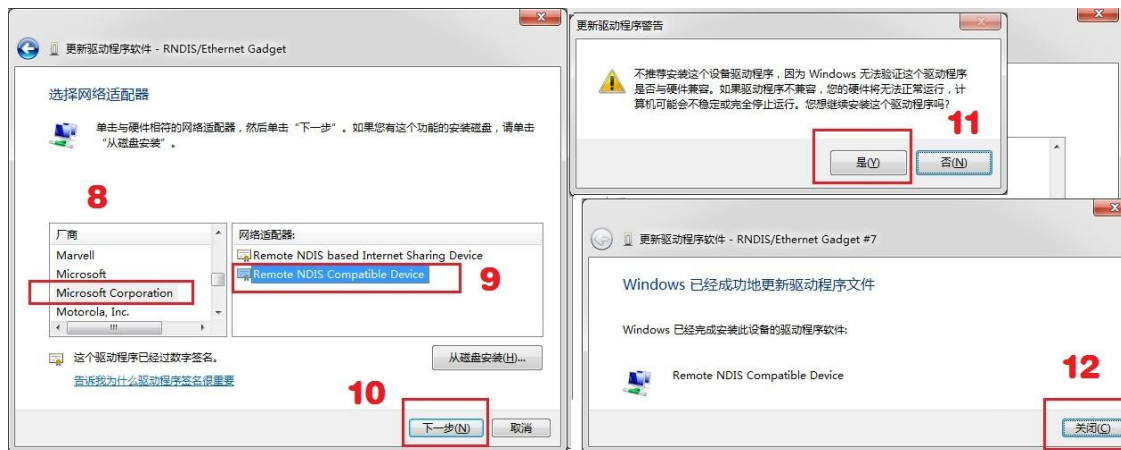 更新驱动程序软件 - RNDIS/Ethernet Gadget
选择网络适配器
单击与硬件相符的网络适配器，然后单击“下一步”。如果您有这个功能的安装磁盘，请单击
“从磁盘安装”。
8
厂商
Marvell
Microsoft
Microsoft Corporation
Motorola, Inc.
网络适配器:
Remote NDIS based Internet Sharing Device
Remote NDIS Compatible Device
9
这个驱动程序已经过数字签名。
告诉我为什么驱动程序签名很重要
从磁盘安装(H)...
10
下一步(N)
取消
更新驱动程序警告
不推荐安装这个设备驱动程序，因为 Windows 无法验证这个驱动程序
是否与硬件兼容。如果驱动程序不兼容，您的硬件将无法正常运行，计
算机可能会不稳定或完全停止运行。您想继续安装这个驱动程序吗?
11
是(Y)
否(N)
更新驱动程序软件 - RNDIS/Ethernet Gadget #7
Windows 已经成功地更新驱动程序文件
Windows 已经完成安装此设备的驱动程序软件:
Remote NDIS Compatible Device
12
关闭(C)